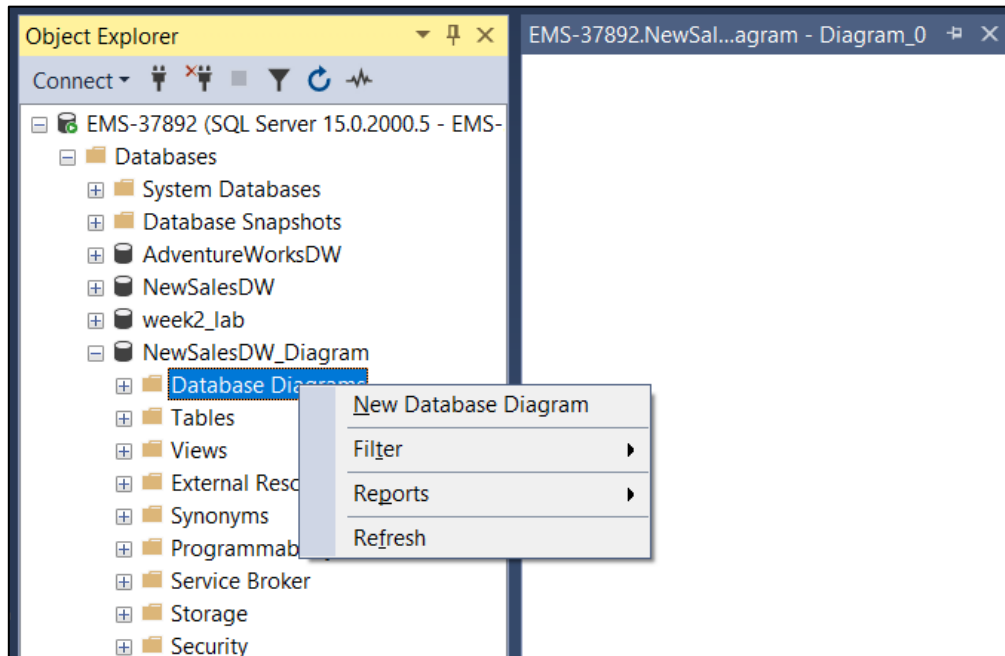 Object Explorer
EMS-37892.NewSal...agram - Diagram_0
Connect
EMS-37892 (SQL Server 15.0.2000.5 - EMS-
Databases
System Databases
Database Snapshots
AdventureWorksDW
NewSalesDW
week2_lab
NewSalesDW_Diagram
Database Diagrams
New Database Diagram
Tables
Filter
Views
External Resc
Reports
Synonyms
Refresh
Programmab
Service Broker
Storage
Security